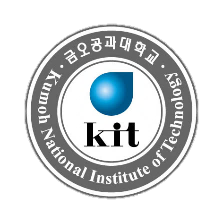 금오공과대학교
kit
Kumoh National Institute of Technology